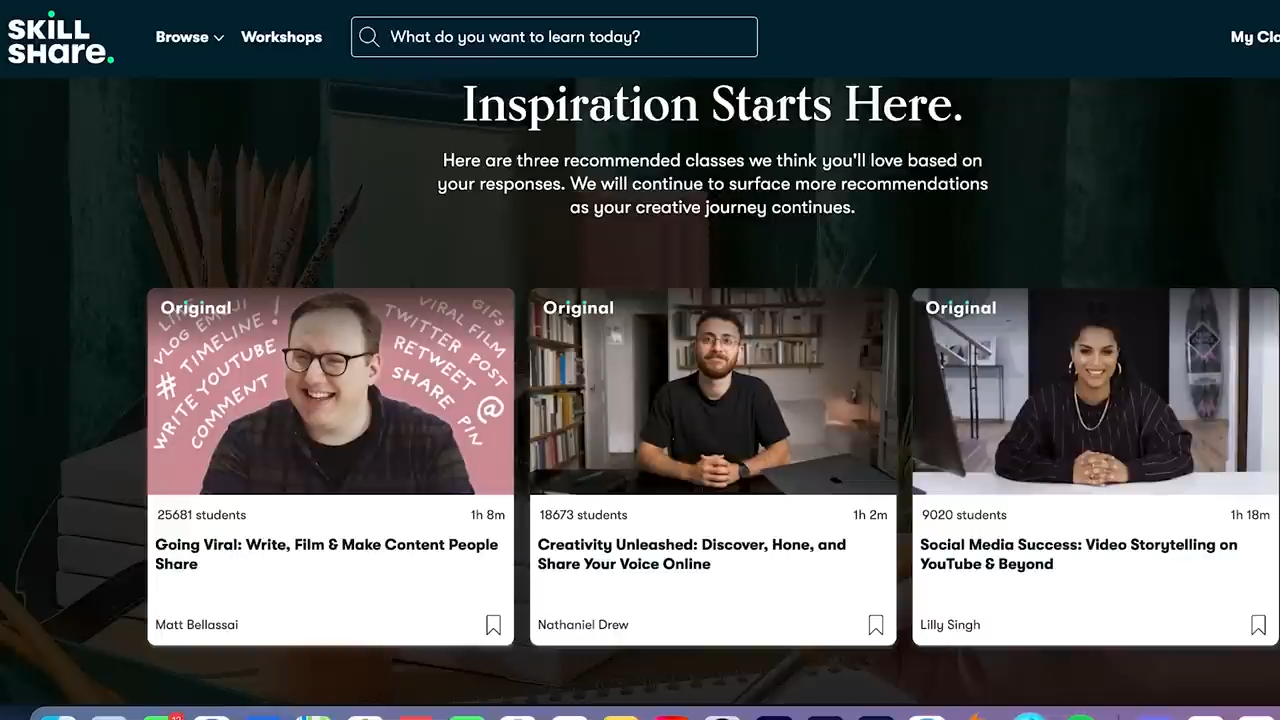 SKILL
SHARE.
Browse
Workshops
What do you want to learn today?
My Cla
Inspiration Starts Here.
Here are three recommended classes we think you'll love based on
your responses. We will continue to surface more recommendations
as your creative journey continues.
Original
VLOG EMOJI
# TIMELINE !
WRITE YOUTUBE
COMMENT
GIFs
VIRAL FILM
TWITTER POST
RETWEET
SHARE @
PIN
25681 students
1h 8m
Going Viral: Write, Film & Make Content People
Share
Matt Bellassai
Original
18673 students
1h 2m
Creativity Unleashed: Discover, Hone, and
Share Your Voice Online
Nathaniel Drew
Original
9020 students
1h 18m
Social Media Success: Video Storytelling on
YouTube & Beyond
Lilly Singh